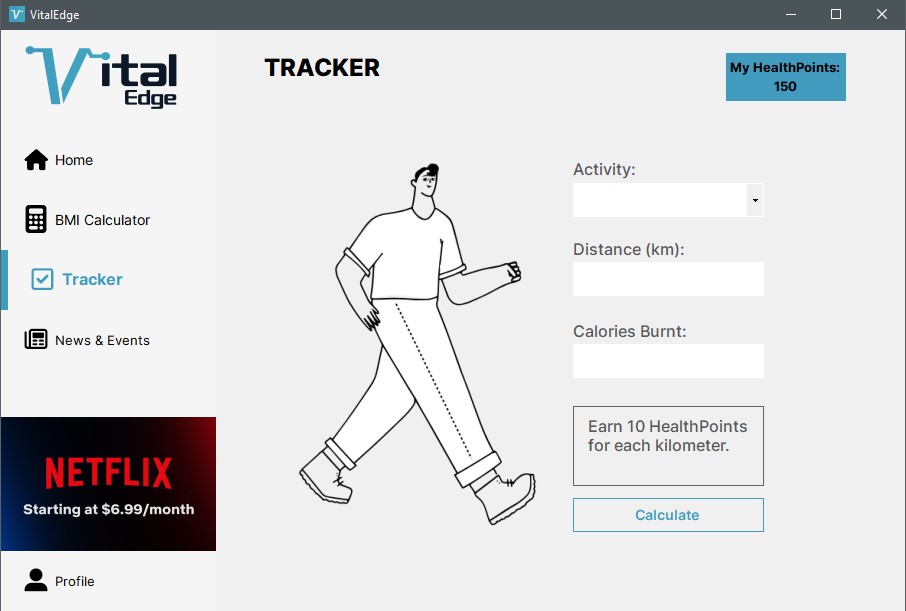 VitalEdge
Vital
Edge
TRACKER
My HealthPoints:
150
Home
BMI Calculator
Tracker
News & Events
NETFLIX
Starting at $6.99/month
Profile
Activity:
Distance (km):
Calories Burnt:
Earn 10 HealthPoints
for each kilometer.
Calculate